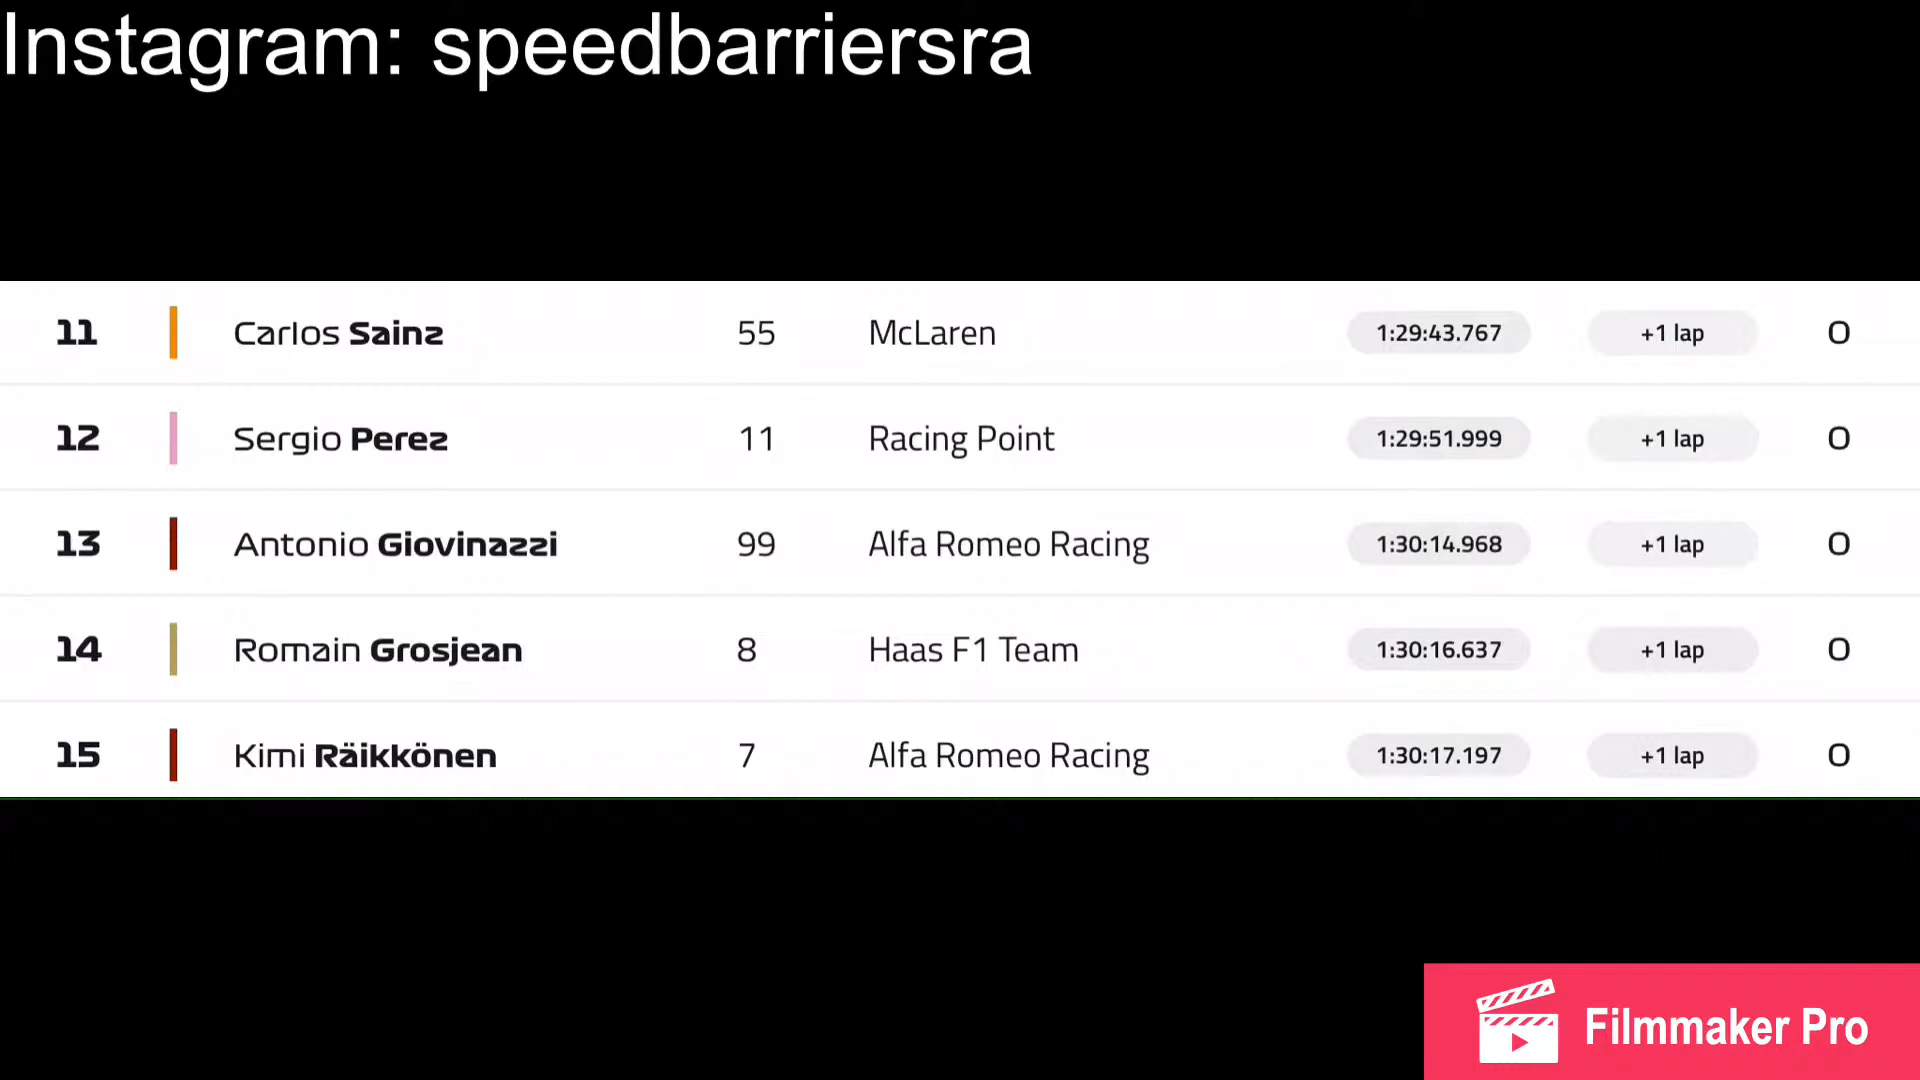 Instagram: speedbarriersra
11 Carlos Sainz 55 McLaren 1:29:43.767 +1 lap 0
12 Sergio Perez 11 Racing Point 1:29:51.999 +1 lap 0
13 Antonio Giovinazzi 99 Alfa Romeo Racing 1:30:14.968 +1 lap 0
14 Romain Grosjean 8 Haas F1 Team 1:30:16.637 +1 lap 0
15 Kimi Räikkönen 7 Alfa Romeo Racing 1:30:17.197 +1 lap 0
Filmmaker Pro